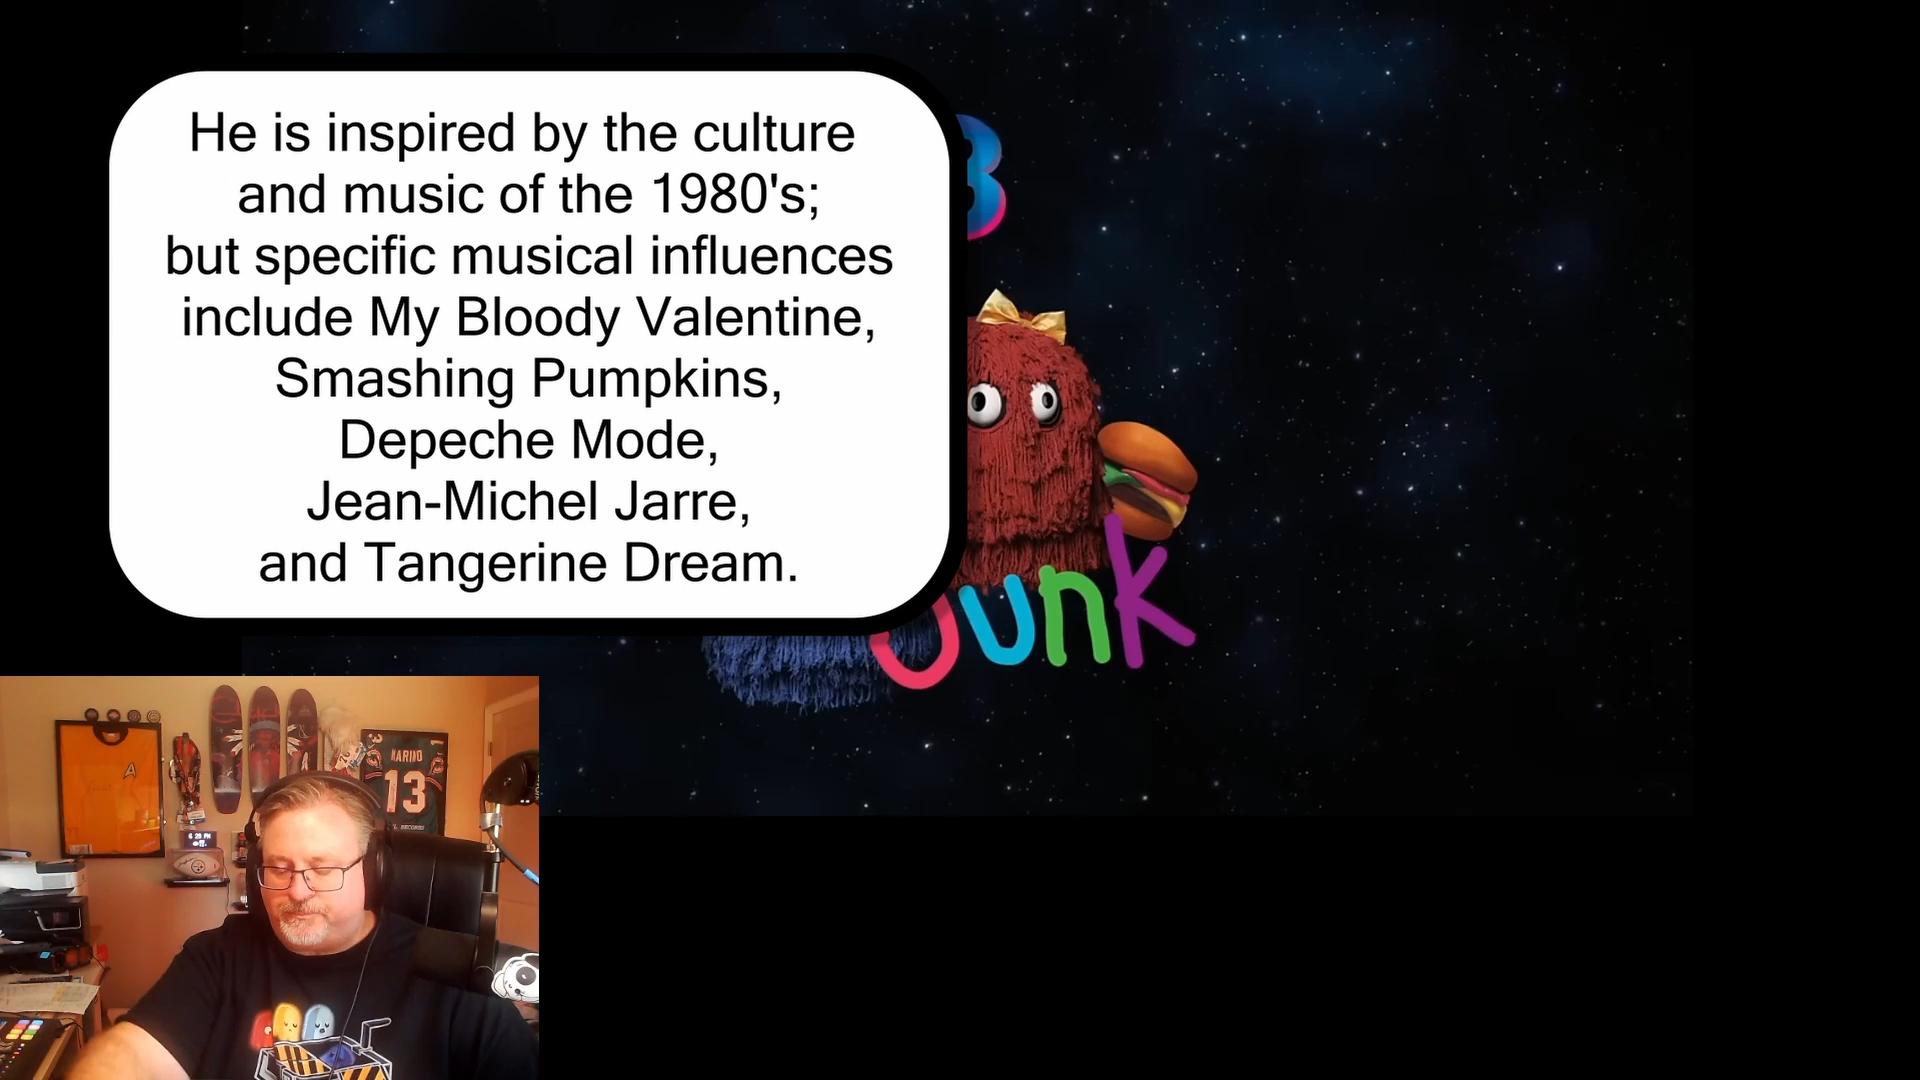 He is inspired by the culture
and music of the 1980's;
but specific musical influences
include My Bloody Valentine,
Smashing Pumpkins,
Depeche Mode,
Jean-Michel Jarre,
and Tangerine Dream.
Junk
MARINO
13